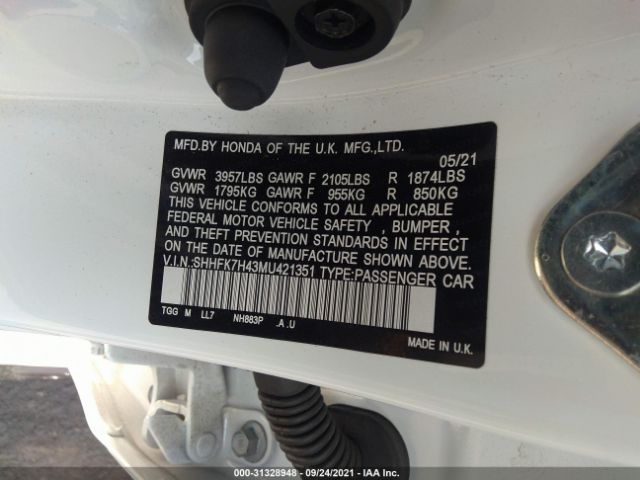 MFD.BY HONDA OF THE U.K. MFG.,LTD.
05/21
GVWR 3957LBS GAWR F 2105LBS R 1874LBS
GVWR 1795KG GAWR F 955KG R 850KG
THIS VEHICLE CONFORMS TO ALL APPLICABLE
FEDERAL MOTOR VEHICLE SAFETY , BUMPER ,
AND THEFT PREVENTION STANDARDS IN EFFECT
ON THE DATE OF MANUFACTURE SHOWN ABOVE.
V.I.N:SHHFK7H43MU421351 TYPE:PASSENGER CAR
TGG M LL7 NH883P _A_U
MADE IN U.K.
000-31328948 - 09/24/2021 - IAA Inc.